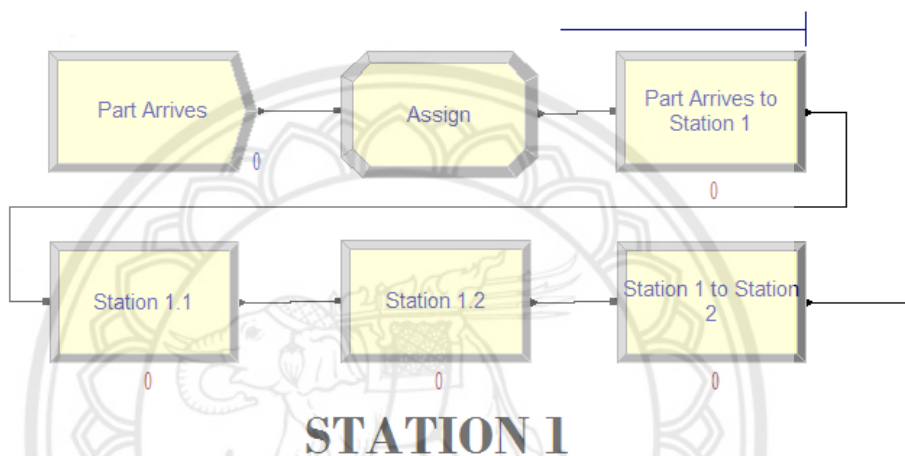 Part Arrives
Assign
Part Arrives to
Station 1
0
0
Station 1.1
Station 1.2
Station 1 to Station
2
0
0
0
STATION 1